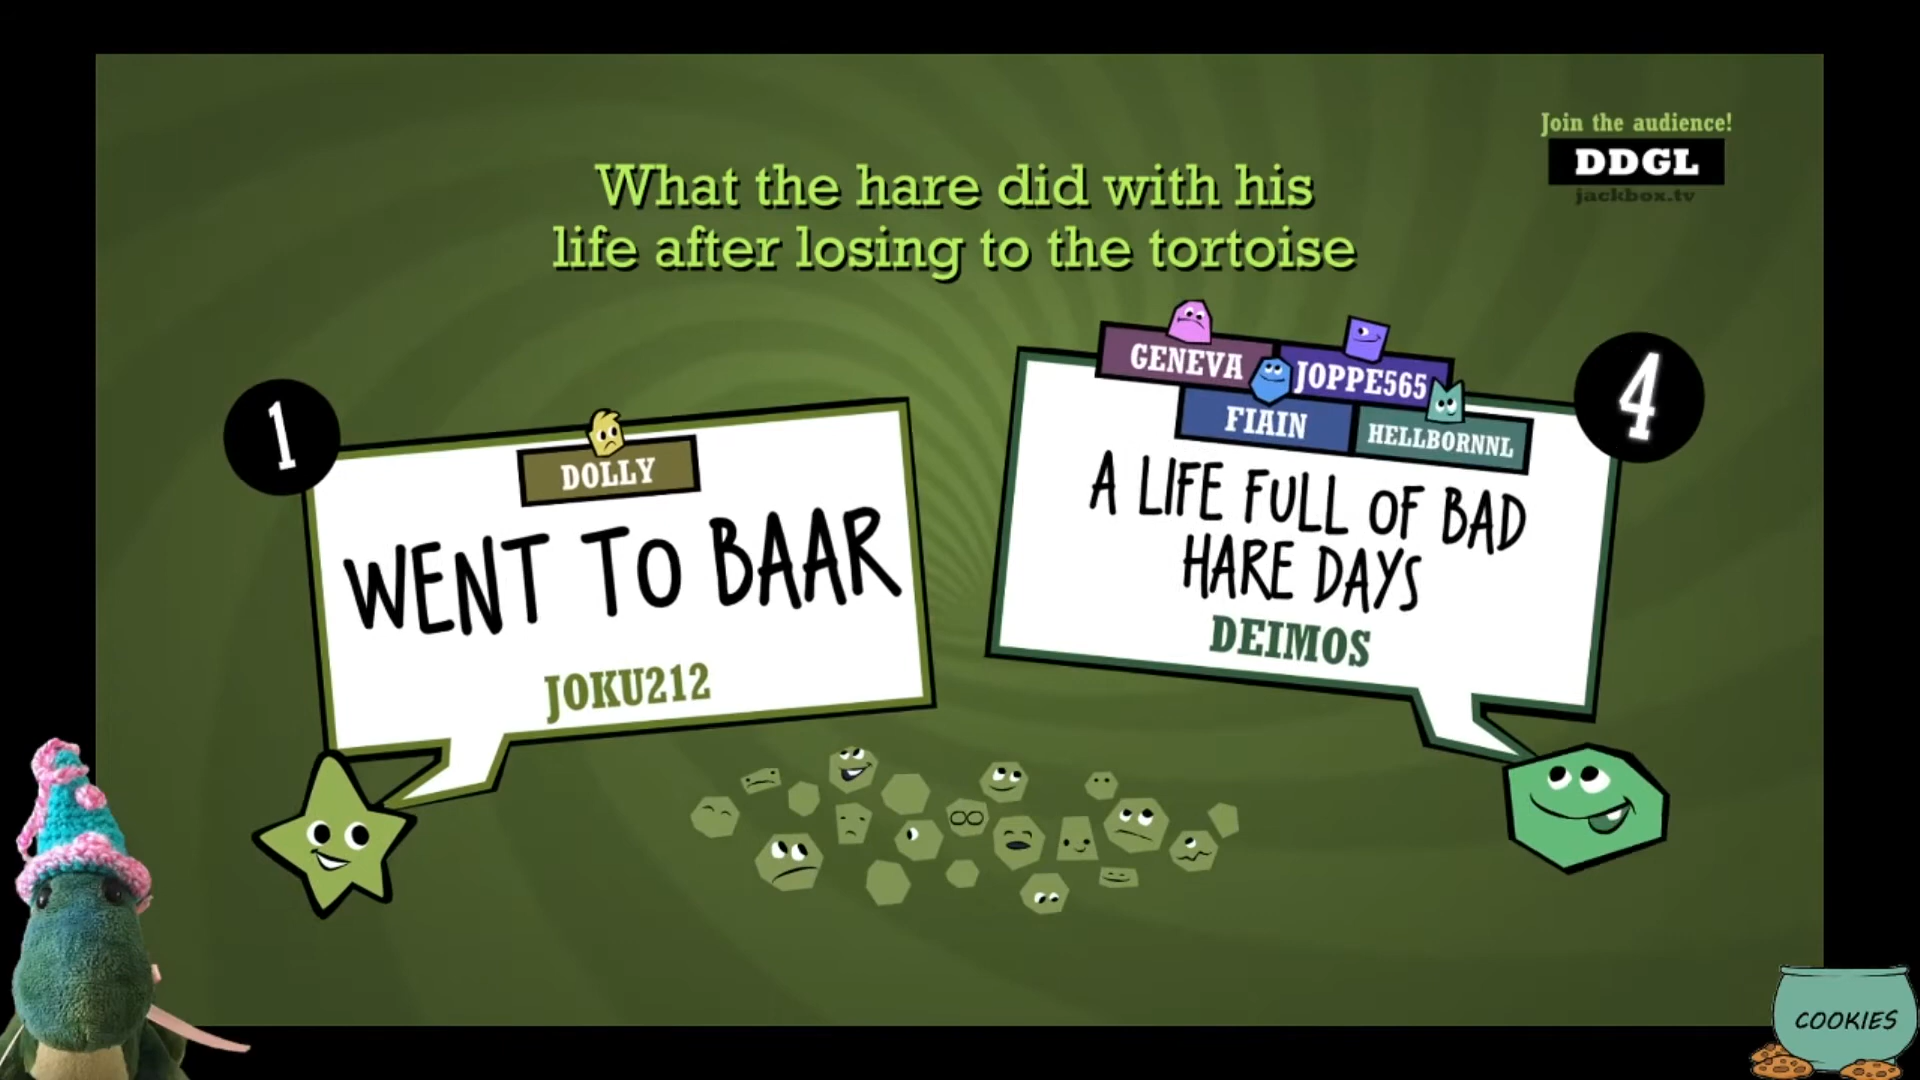 Join the audience!
DDGL
jackbox.tv
What the hare did with his
life after losing to the tortoise
1
DOLLY
WENT TO BAAR
JOKU212
GENEVA
JOPPE565
FIAIN
HELLBORNNL
4
A LIFE FULL OF BAD
HARE DAYS
DEIMOS
COOKIES